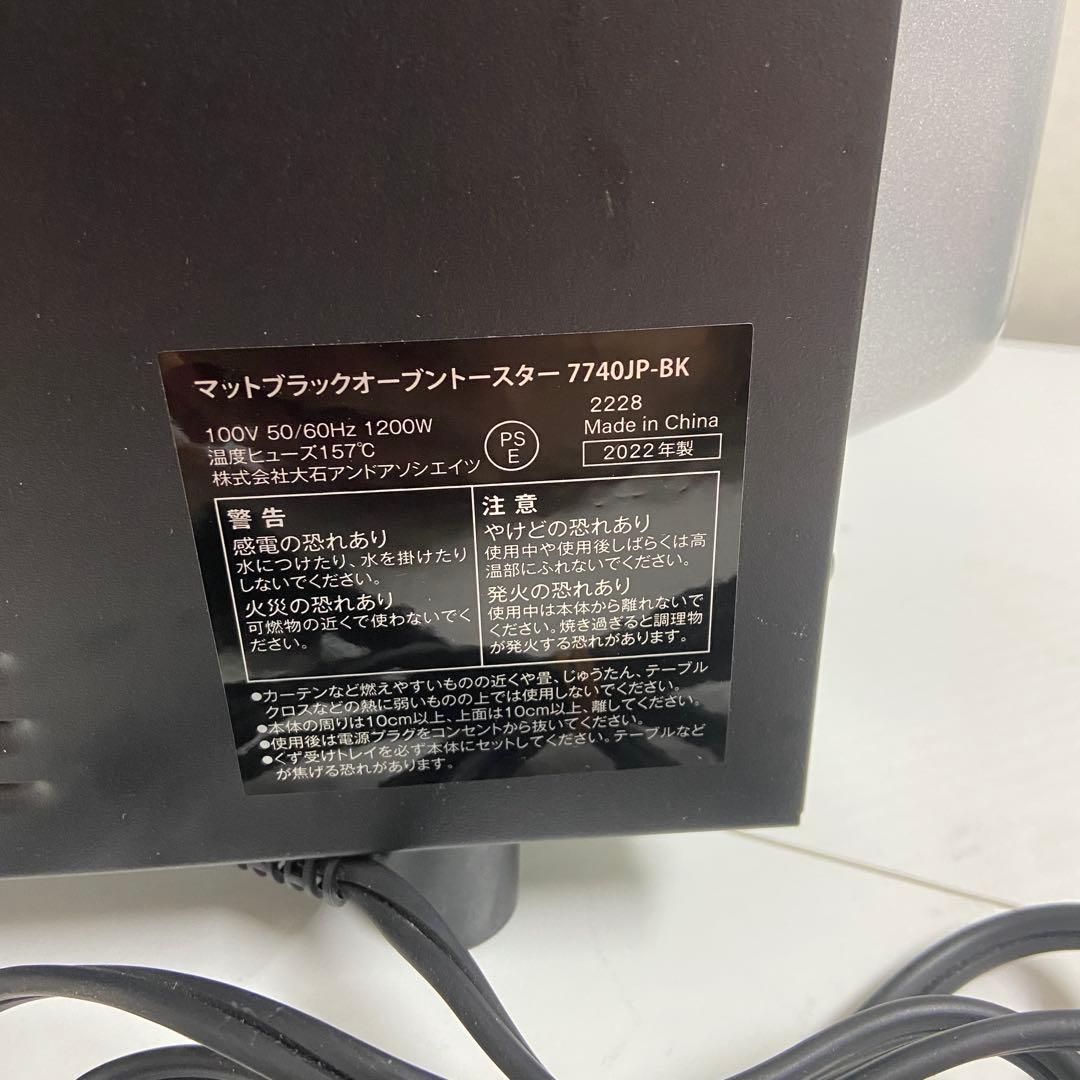 マットブラックオーブントースター 7740JP-BK
100V 50/60Hz 1200W
温度ヒューズ157℃
株式会社大石アンドアソシエイツ
PS
E
2228
Made in China
2022年製
警告
感電の恐れあり
水につけたり、水を掛けたり
しないでください。
火災の恐れあり
可燃物の近くで使わないでく
ださい。
注意
やけどの恐れあり
使用中や使用後しばらくは高
温部にふれないでください。
発火の恐れあり
使用中は本体から離れないで
ください。焼き過ぎると調理物
が発火する恐れがあります。
●カーテンなど燃えやすいものの近くや畳、じゅうたん、テーブル
クロスなどの熱に弱いものの上では使用しないでください。
●本体の周りは10cm以上、上面は10cm以上、離してください。
●使用後は電源プラグをコンセントから抜いてください。
●くず受けトレイを必ず本体にセットしてください。テーブルなど
が焦げる恐れがあります。